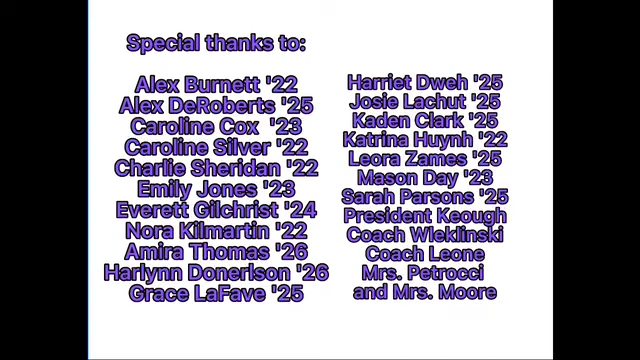 Special thanks to:
Alex Burnett '22
Alex DeRoberts '25
Caroline Cox '23
Caroline Silver '22
Charlie Sheridan '22
Emily Jones '23
Everett Gilchrist '24
Nora Kilmartin '22
Amira Thomas '26
Harlynn Donerlson '26
Grace LaFave '25
Harriet Dweh '25
Josie Lachut '25
Kaden Clark '25
Katrina Huynh '22
Leora Zames '25
Mason Day '23
Sarah Parsons '25
President Keough
Coach Wleklinski
Coach Leone
Mrs. Petrocci
and Mrs. Moore